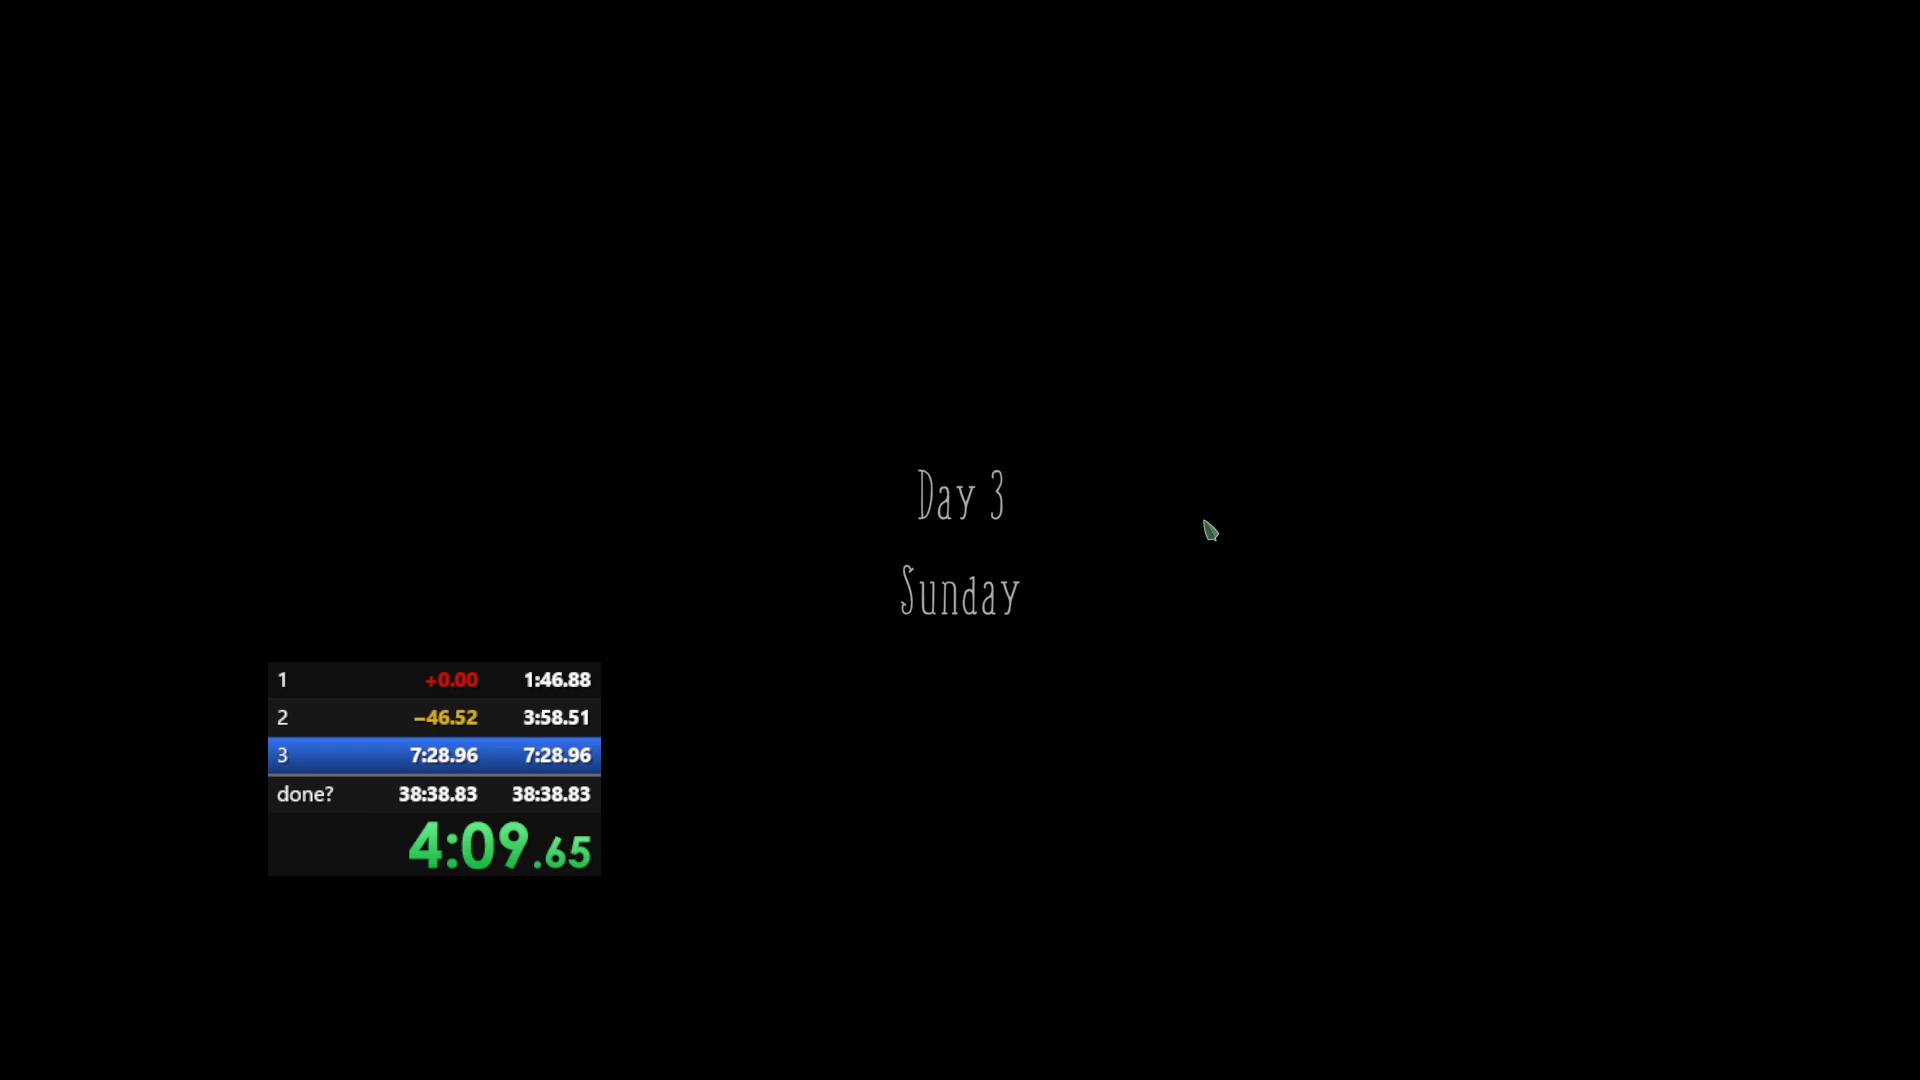 Day 3
Sunday
1 +0.00 1:46.88
2 −46.52 3:58.51
3 7:28.96 7:28.96
done? 38:38.83 38:38.83
4:09.65